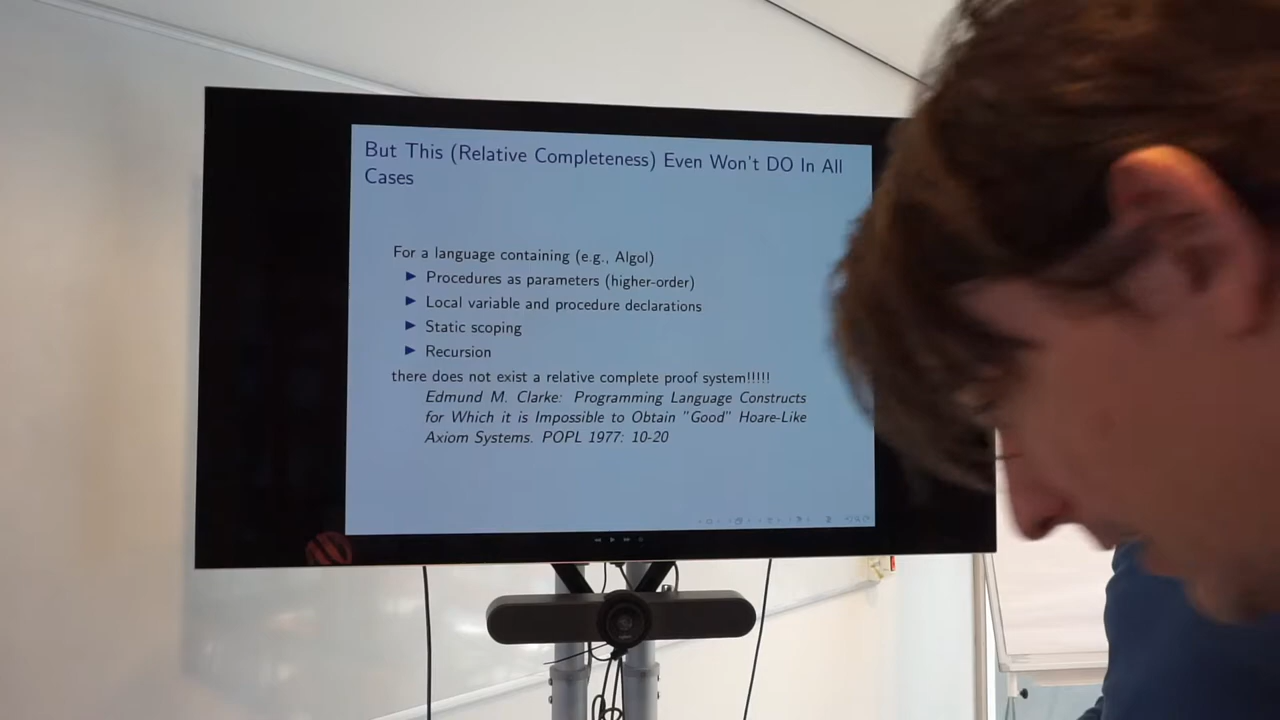 But This (Relative Completeness) Even Won't DO In All
Cases
For a language containing (e.g., Algol)
▶ Procedures as parameters (higher-order)
▶ Local variable and procedure declarations
▶ Static scoping
▶ Recursion
there does not exist a relative complete proof system!!!!!
Edmund M. Clarke: Programming Language Constructs
for Which it is Impossible to Obtain "Good" Hoare-Like
Axiom Systems. POPL 1977: 10-20